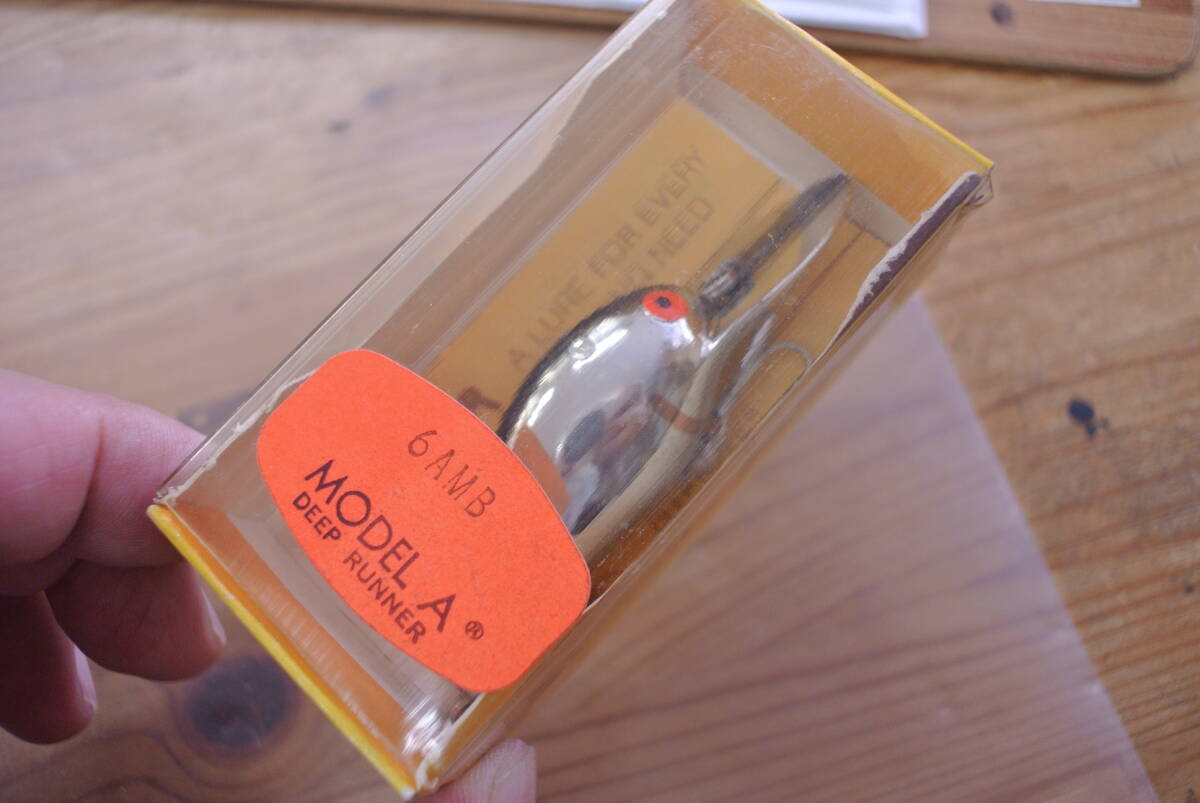 6AMB
MODEL A®
DEEP RUNNER
A LURE FOR EVERY
NEED